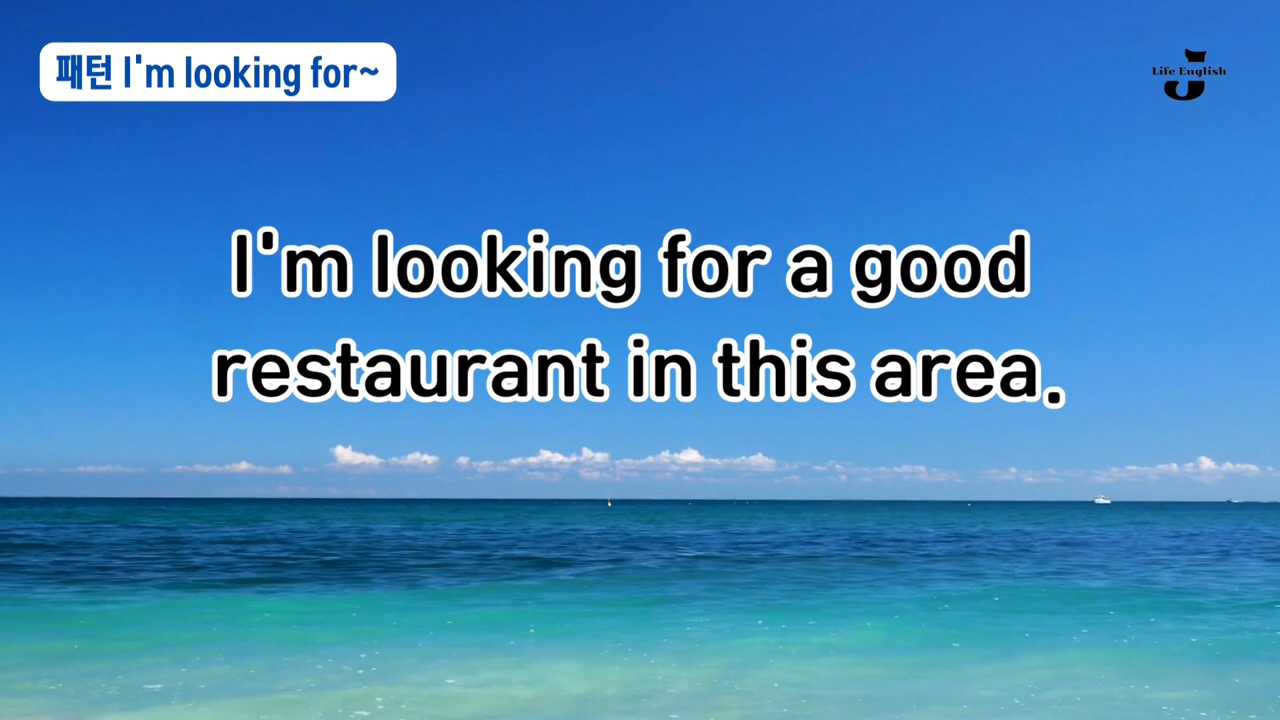 패턴 I'm looking for~
Life English
J
I'm looking for a good
restaurant in this area.